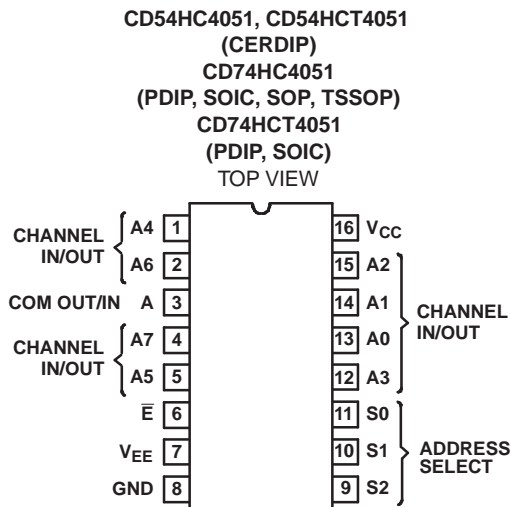 CD54HC4051, CD54HCT4051
(CERDIP)
CD74HC4051
(PDIP, SOIC, SOP, TSSOP)
CD74HCT4051
(PDIP, SOIC)
TOP VIEW
CHANNEL IN/OUT
A4 1
A6 2
COM OUT/IN A 3
CHANNEL IN/OUT
A7 4
A5 5
E̅ 6
VEE 7
GND 8
16 VCC
15 A2
14 A1
13 A0
12 A3
CHANNEL IN/OUT
11 S0
10 S1
9 S2
ADDRESS SELECT